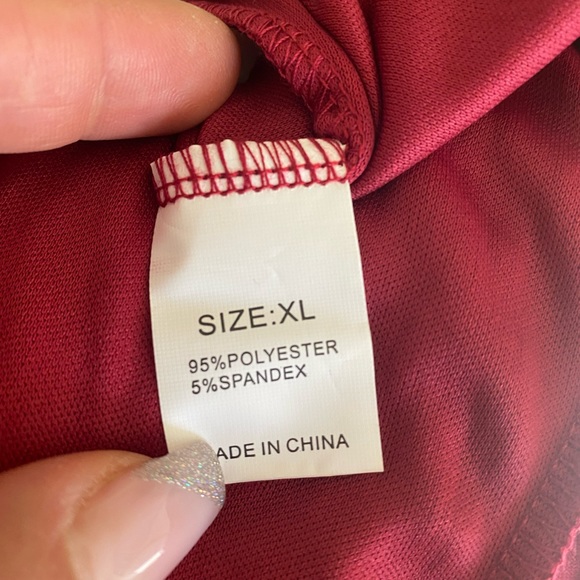 SIZE:XL
95%POLYESTER
5%SPANDEX
ADE IN CHINA